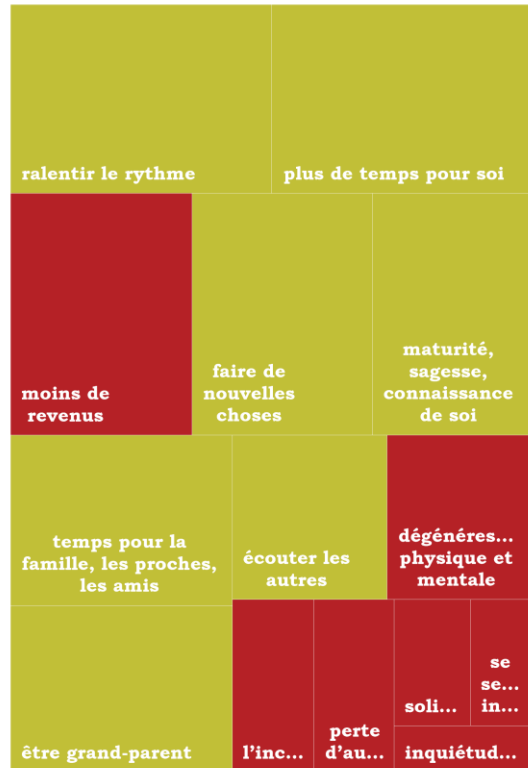 ralentir le rythme
plus de temps pour soi
moins de
revenus
faire de
nouvelles
choses
maturité,
sagesse,
connaissance
de soi
temps pour la
famille, les proches,
les amis
écouter les
autres
dégénéres...
physique et
mentale
être grand-parent
l'inc...
perte
d'au...
soli...
se
se...
in...
inquiétud...